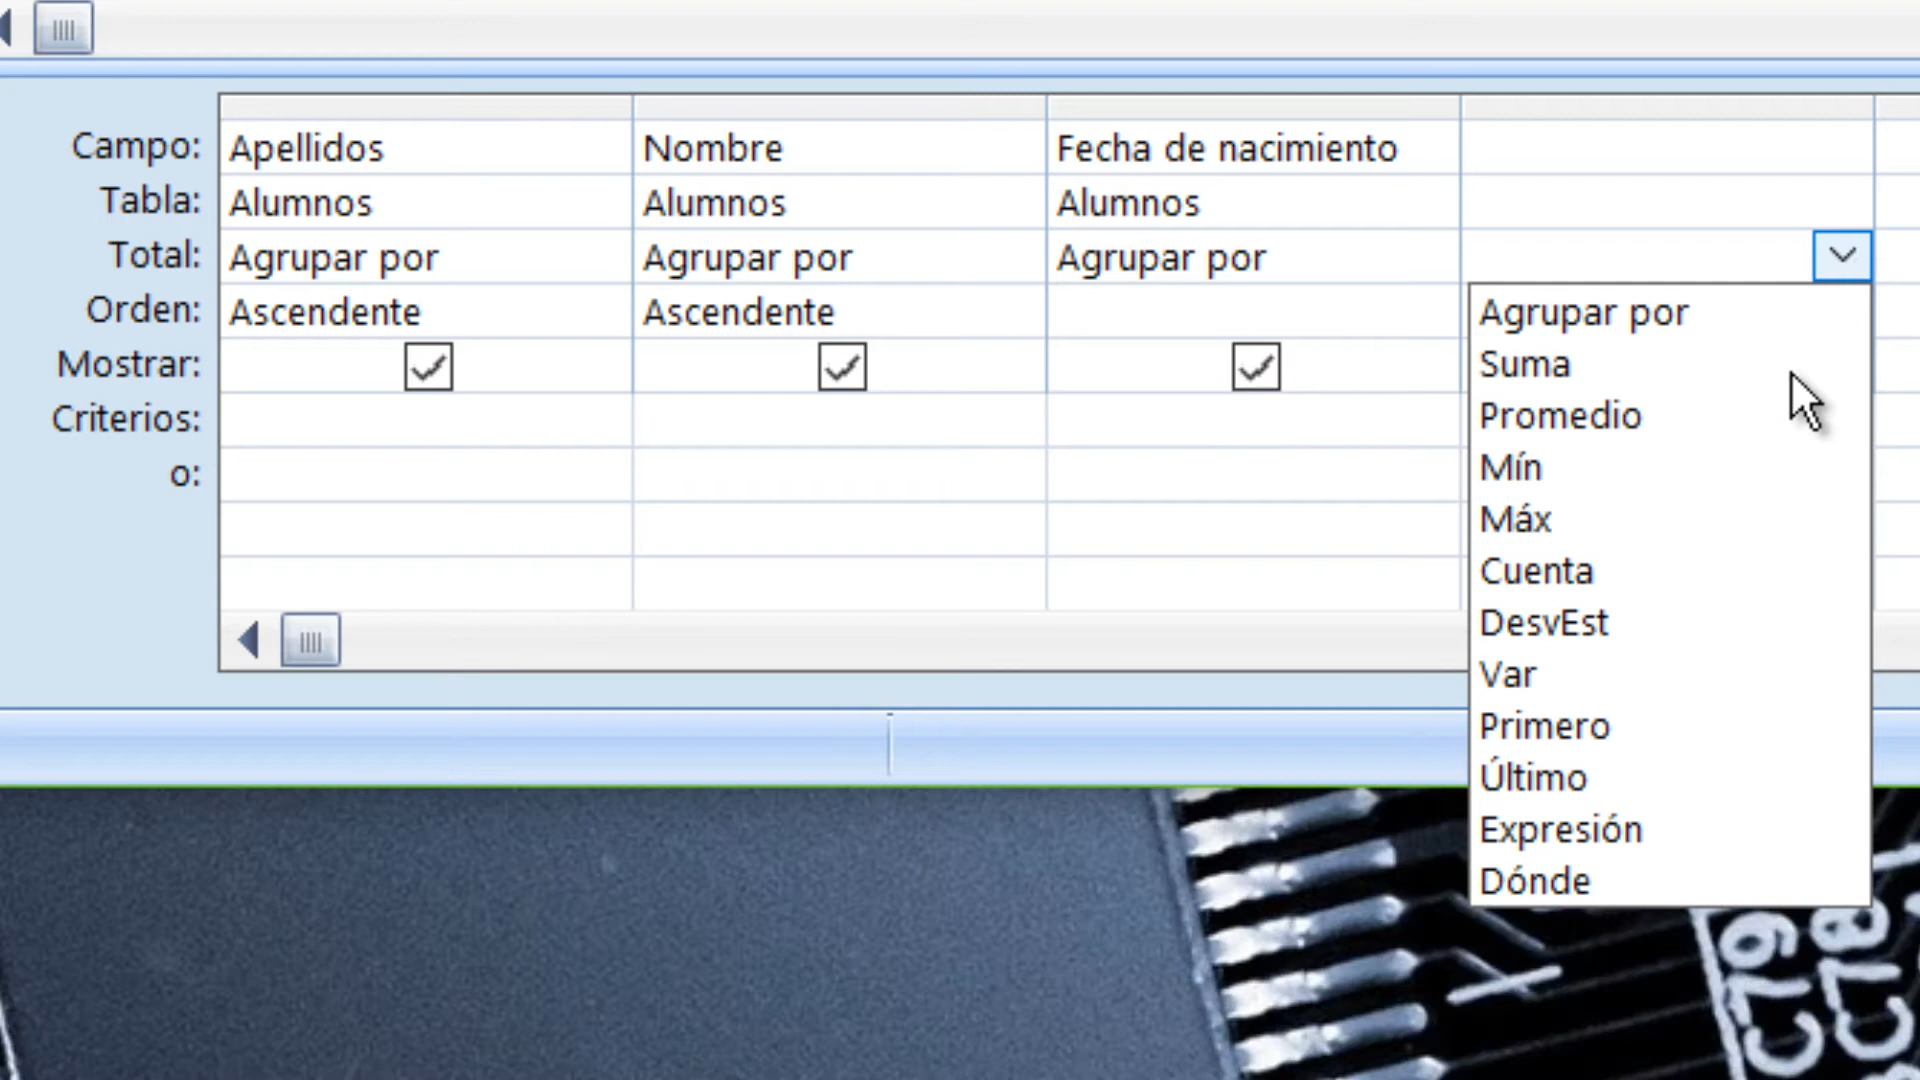 Campo: Apellidos Nombre Fecha de nacimiento
Tabla: Alumnos Alumnos Alumnos
Total: Agrupar por Agrupar por Agrupar por
Orden: Ascendente Ascendente
Mostrar:
Criterios:
o:
Agrupar por
Suma
Promedio
Mín
Máx
Cuenta
DesvEst
Var
Primero
Último
Expresión
Dónde
C79